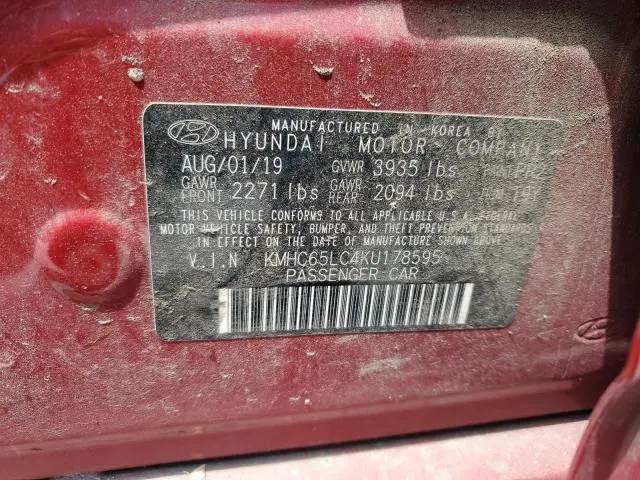 MANUFACTURED IN KOREA BY
HYUNDAI MOTOR COMPANY
AUG/01/19 GVWR 3935 lbs PAINT:
GAWR FRONT 2271 lbs GAWR REAR 2094 lbs
THIS VEHICLE CONFORMS TO ALL APPLICABLE U.S.A. FEDERAL
MOTOR VEHICLE SAFETY, BUMPER, AND THEFT PREVENTION STANDARDS
IN EFFECT ON THE DATE OF MANUFACTURE SHOWN ABOVE.
V.I.N KMHC65LC4KU178595
PASSENGER CAR